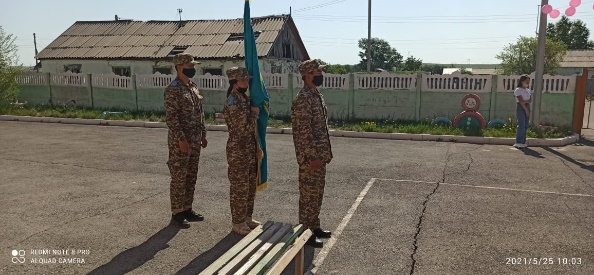 REDMI NOTE 8 PRO
AI QUAD CAMERA
2021/5/25 10:03